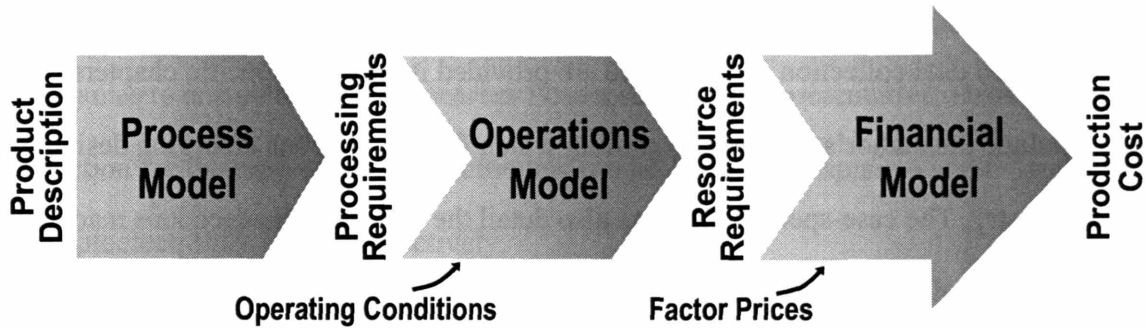 Product
Description
Process
Model
Processing
Requirements
Operating Conditions
Operations
Model
Resource
Requirements
Factor Prices
Financial
Model
Production
Cost